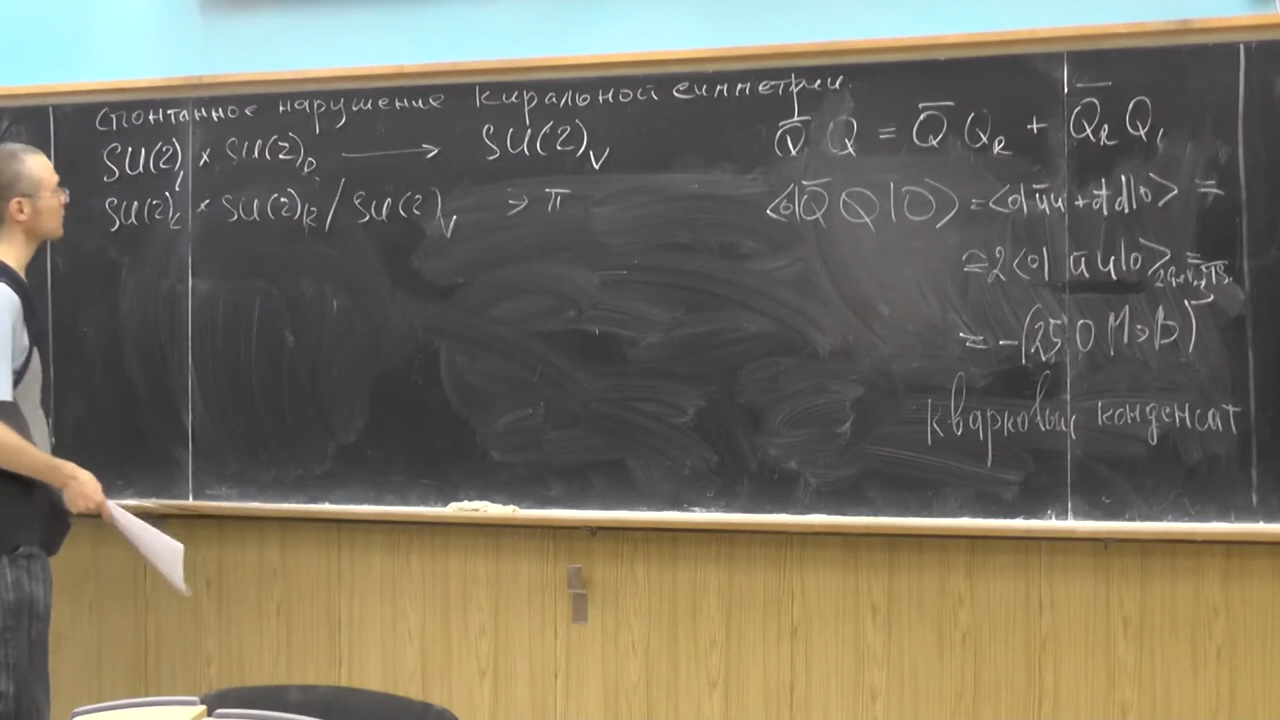 спонтанное нарушение киральной симметрии.
SU(2)_L × SU(2)_R ⟶ SU(2)_V
SU(2)_L × SU(2)_R / SU(2)_V → π
Q̄ Q = Q̄ Q_R + Q̄_R Q_L
⟨0|Q̄ Q|0⟩ = ⟨0|ūu + d̄d|0⟩ =
= 2⟨0|ūu|0⟩ =
= -(250 МэВ)³
кварковый конденсат